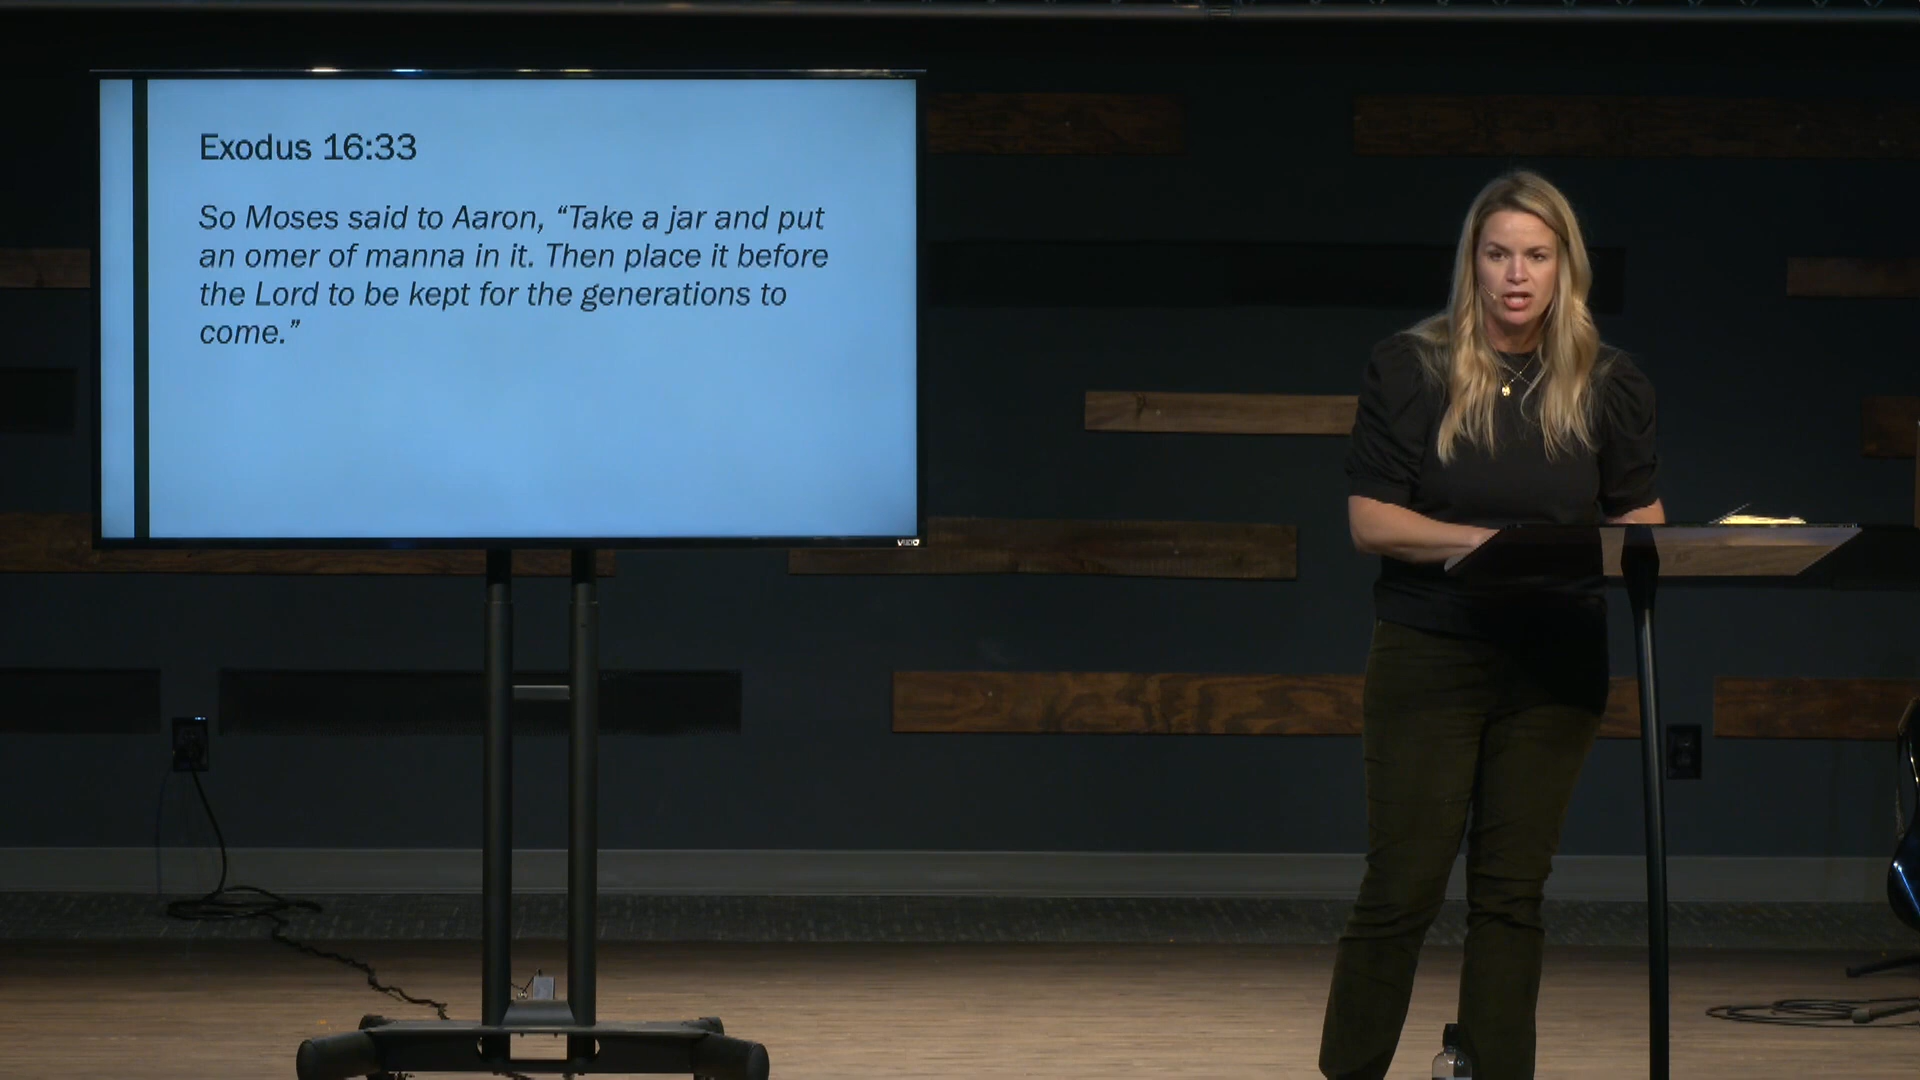 Exodus 16:33
So Moses said to Aaron, “Take a jar and put
an omer of manna in it. Then place it before
the Lord to be kept for the generations to
come.”
VIZIO